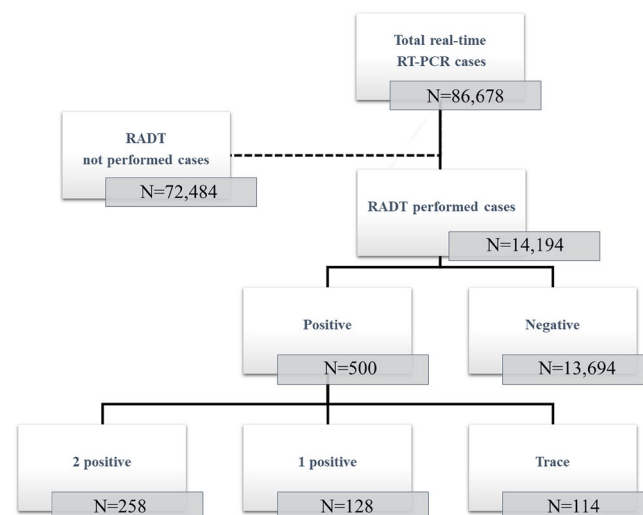 Total real-time
RT-PCR cases
N=86,678
RADT
not performed cases
N=72,484
RADT performed cases
N=14,194
Positive
N=500
Negative
N=13,694
2 positive
N=258
1 positive
N=128
Trace
N=114